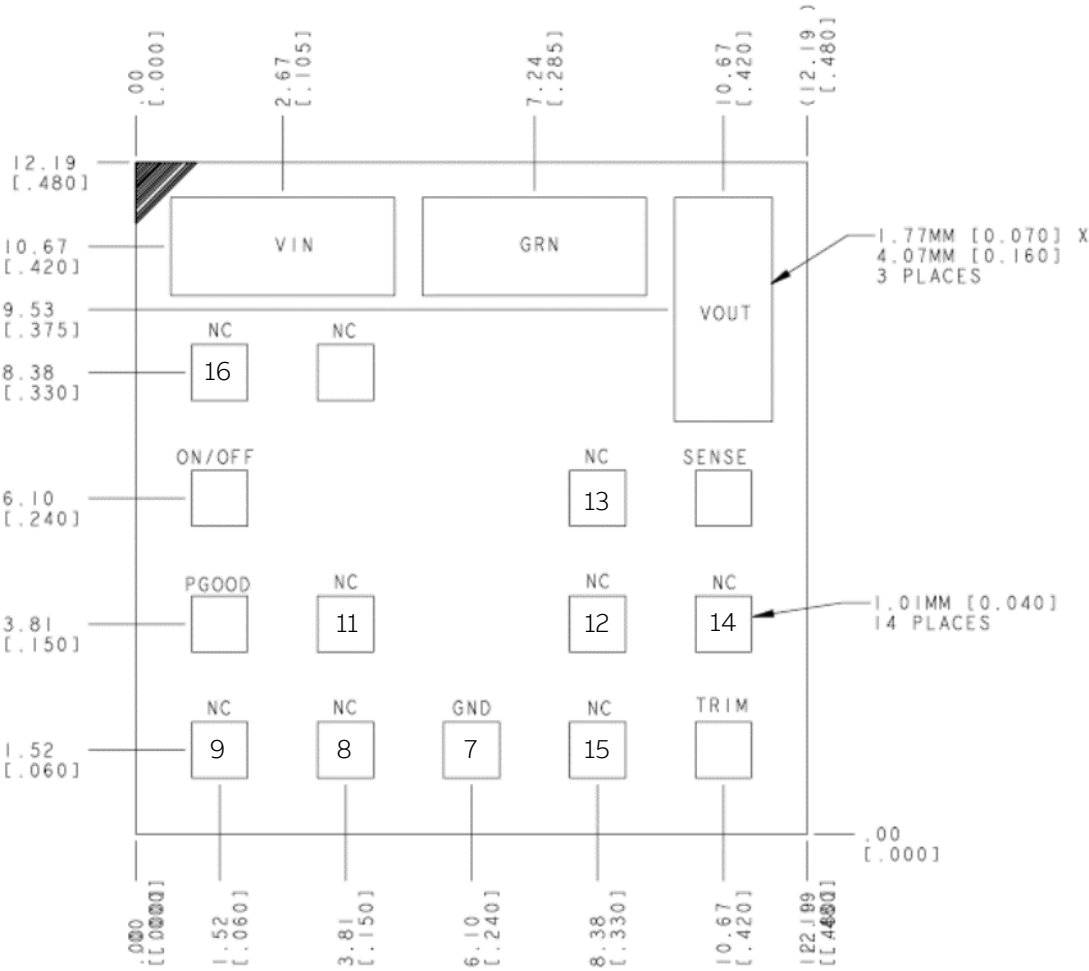 .00
[.000]
2.67
[.105]
7.24
[.285]
10.67
[.420]
(12.19 )
[.480]
12.19
[.480]
VIN
GRN
10.67
[.420]
1.77MM [0.070] X
4.07MM [0.160]
3 PLACES
9.53
[.375]
VOUT
NC
NC
8.38
[.330]
16
ON/OFF
NC
SENSE
6.10
[.240]
13
PGOOD
NC
NC
NC
3.81
[.150]
11
12
14
1.01MM [0.040]
14 PLACES
NC
NC
GND
NC
TRIM
1.52
[.060]
9
8
7
15
.00
[.000]
1.52
[.060]
3.81
[.150]
6.10
[.240]
8.38
[.330]
10.67
[.420]